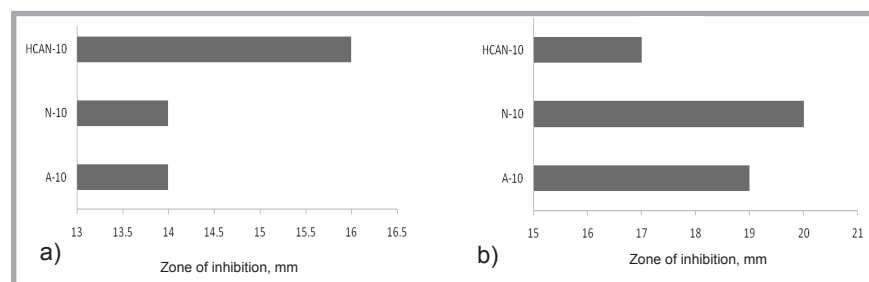 HCAN-10
N-10
A-10
13 13.5 14 14.5 15 15.5 16 16.5
a)
Zone of inhibition, mm
HCAN-10
N-10
A-10
15 16 17 18 19 20 21
b)
Zone of inhibition, mm